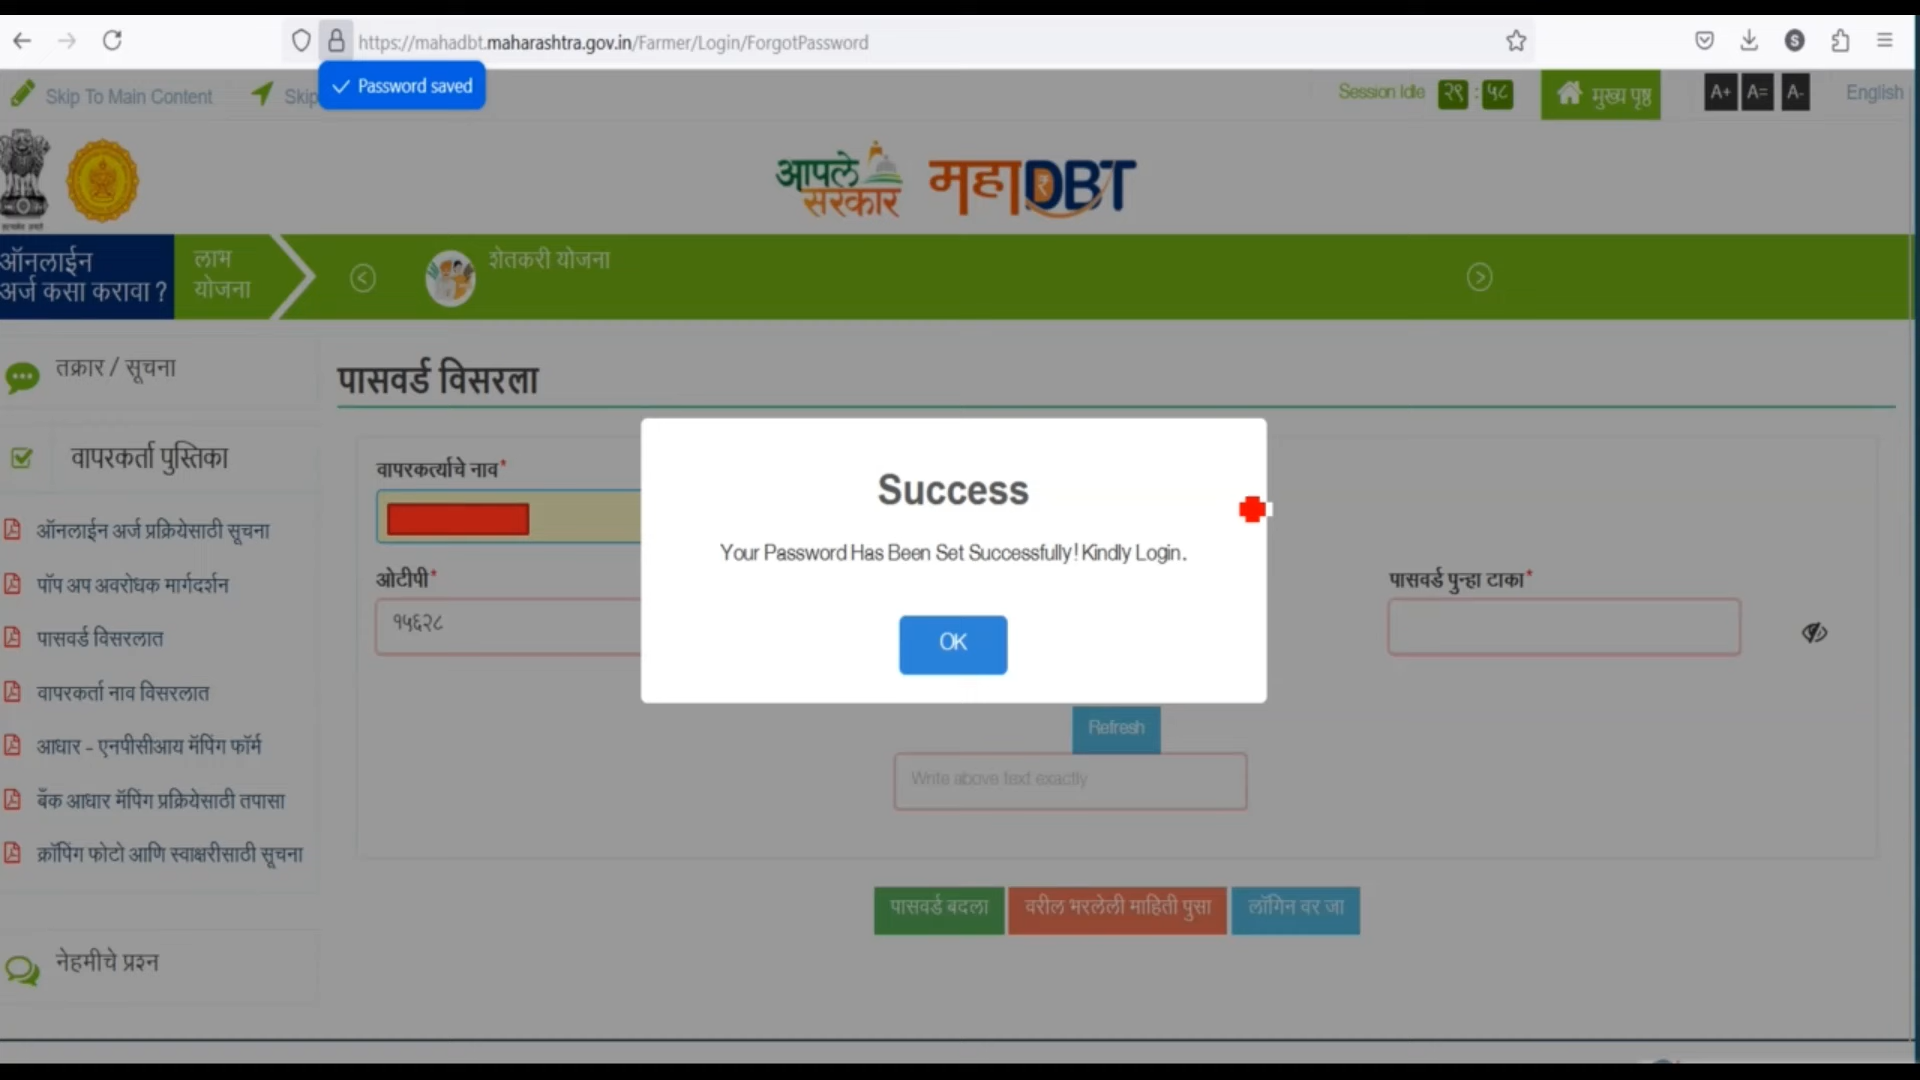 https://mahadbt.maharashtra.gov.in/Farmer/Login/ForgotPassword
Password saved
Skip To Main Content
Skip
Session Idle २९ : ५८
मुख्य पृष्ठ
A+ A= A-
English
आपले सरकार
महाDBT
ऑनलाईन
अर्ज कसा करावा ?
लाभ
योजना
शेतकरी योजना
तक्रार / सूचना
वापरकर्ता पुस्तिका
ऑनलाईन अर्ज प्रक्रियेसाठी सूचना
पॉप अप अवरोधक मार्गदर्शन
पासवर्ड विसरलात
वापरकर्ता नाव विसरलात
आधार - एनपीसीआय मॅपिंग फॉर्म
बँक आधार मॅपिंग प्रक्रियेसाठी तपासा
क्रॉपिंग फोटो आणि स्वाक्षरीसाठी सूचना
नेहमीचे प्रश्न
पासवर्ड विसरला
वापरकर्त्याचे नाव*
ओटीपी*
१५६२८
पासवर्ड पुन्हा टाका*
Success
Your Password Has Been Set Successfully! Kindly Login.
OK
Refresh
Write above text exactly
पासवर्ड बदला
वरील भरलेली माहिती पुसा
लॉगिन वर जा